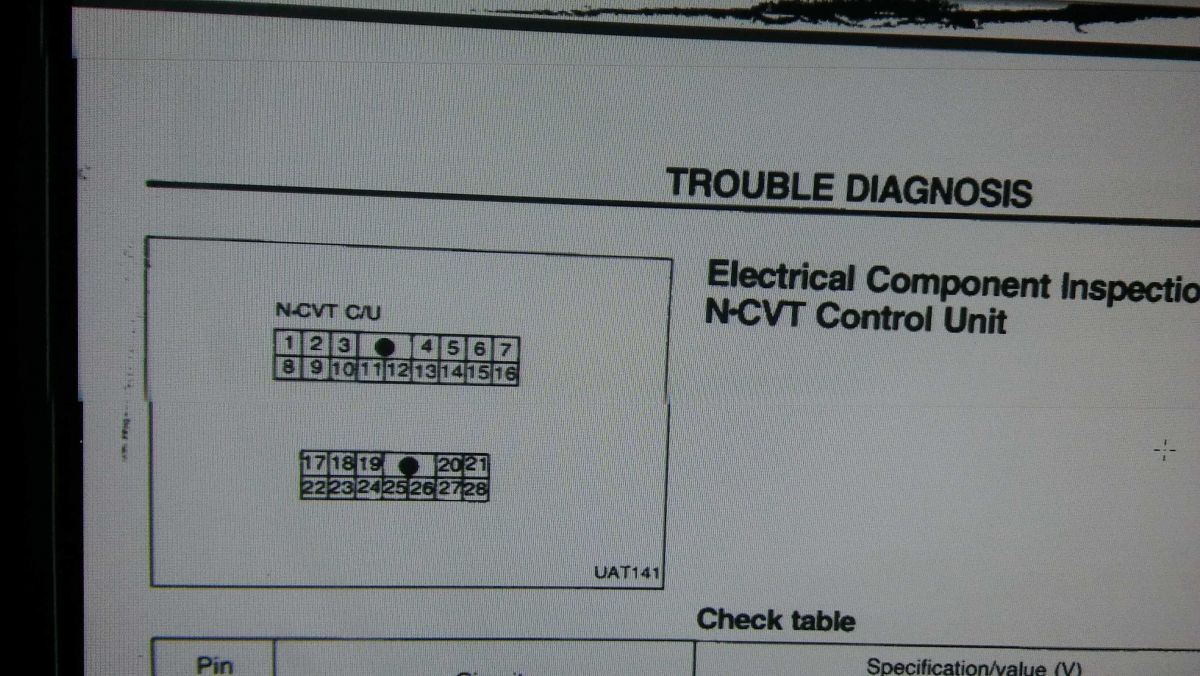 TROUBLE DIAGNOSIS
Electrical Component Inspectio
N-CVT Control Unit
N-CVT C/U
1 2 3 4 5 6 7
8 9 10 11 12 13 14 15 16
17 18 19 20 21
22 23 24 25 26 27 28
UAT141
Check table
Pin
Specification/value (V)